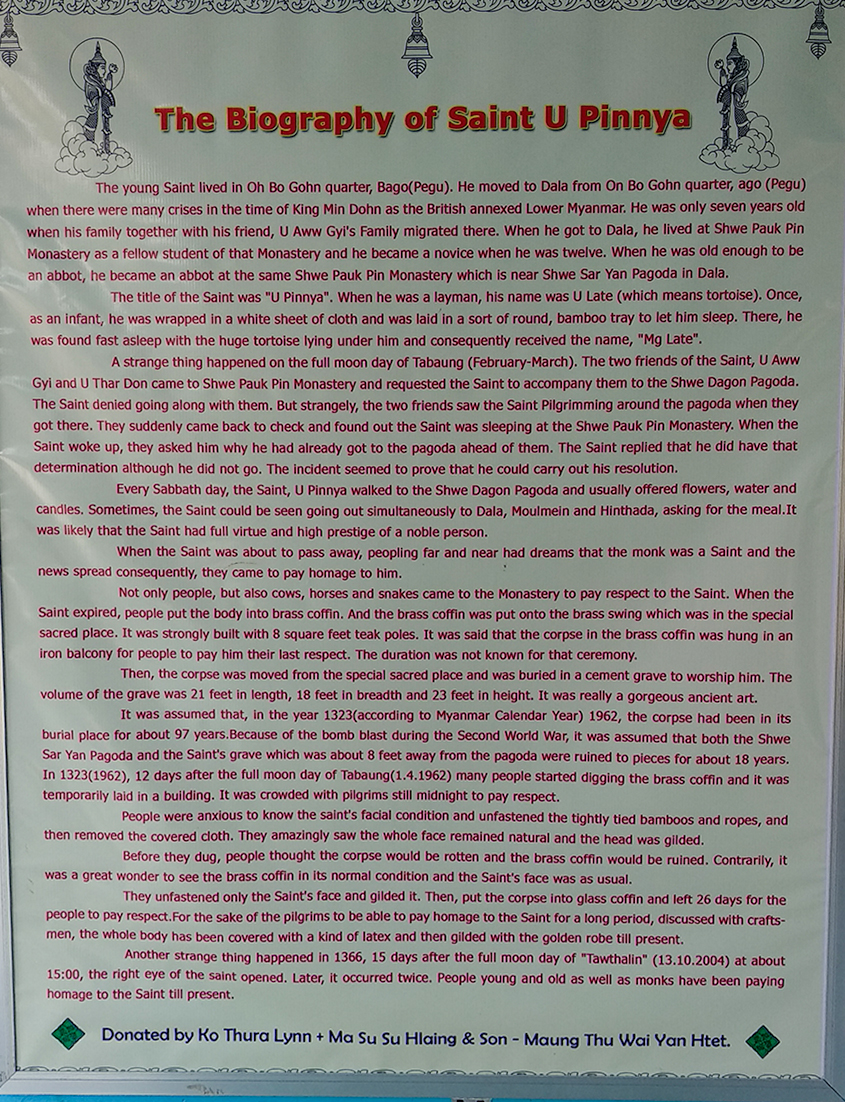 The Biography of Saint U Pinnya
The young Saint lived in Oh Bo Gohn quarter, Bago(Pegu). He moved to Dala from On Bo Gohn quarter, ago (Pegu)
when there were many crises in the time of King Min Dohn as the British annexed Lower Myanmar. He was only seven years old
when his family together with his friend, U Aww Gyi's Family migrated there. When he got to Dala, he lived at Shwe Pauk Pin
Monastery as a fellow student of that Monastery and he became a novice when he was twelve. When he was old enough to be
an abbot, he became an abbot at the same Shwe Pauk Pin Monastery which is near Shwe Sar Yan Pagoda in Dala.
The title of the Saint was "U Pinnya". When he was a layman, his name was U Late (which means tortoise). Once,
as an infant, he was wrapped in a white sheet of cloth and was laid in a sort of round, bamboo tray to let him sleep. There, he
was found fast asleep with the huge tortoise lying under him and consequently received the name, "Mg Late".
A strange thing happened on the full moon day of Tabaung (February-March). The two friends of the Saint, U Aww
Gyi and U Thar Don came to Shwe Pauk Pin Monastery and requested the Saint to accompany them to the Shwe Dagon Pagoda.
The Saint denied going along with them. But strangely, the two friends saw the Saint Pilgrimming around the pagoda when they
got there. They suddenly came back to check and found out the Saint was sleeping at the Shwe Pauk Pin Monastery. When the
Saint woke up, they asked him why he had already got to the pagoda ahead of them. The Saint replied that he did have that
determination although he did not go. The incident seemed to prove that he could carry out his resolution.
Every Sabbath day, the Saint, U Pinnya walked to the Shwe Dagon Pagoda and usually offered flowers, water and
candles. Sometimes, the Saint could be seen going out simultaneously to Dala, Moulmein and Hinthada, asking for the meal.It
was likely that the Saint had full virtue and high prestige of a noble person.
When the Saint was about to pass away, peopling far and near had dreams that the monk was a Saint and the
news spread consequently, they came to pay homage to him.
Not only people, but also cows, horses and snakes came to the Monastery to pay respect to the Saint. When the
Saint expired, people put the body into brass coffin. And the brass coffin was put onto the brass swing which was in the special
sacred place. It was strongly built with 8 square feet teak poles. It was said that the corpse in the brass coffin was hung in an
iron balcony for people to pay him their last respect. The duration was not known for that ceremony.
Then, the corpse was moved from the special sacred place and was buried in a cement grave to worship him. The
volume of the grave was 21 feet in length, 18 feet in breadth and 23 feet in height. It was really a gorgeous ancient art.
It was assumed that, in the year 1323(according to Myanmar Calendar Year) 1962, the corpse had been in its
burial place for about 97 years.Because of the bomb blast during the Second World War, it was assumed that both the Shwe
Sar Yan Pagoda and the Saint's grave which was about 8 feet away from the pagoda were ruined to pieces for about 18 years.
In 1323(1962), 12 days after the full moon day of Tabaung(1.4.1962) many people started digging the brass coffin and it was
temporarily laid in a building. It was crowded with pilgrims still midnight to pay respect.
People were anxious to know the saint's facial condition and unfastened the tightly tied bamboos and ropes, and
then removed the covered cloth. They amazingly saw the whole face remained natural and the head was gilded.
Before they dug, people thought the corpse would be rotten and the brass coffin would be ruined. Contrarily, it
was a great wonder to see the brass coffin in its normal condition and the Saint's face was as usual.
They unfastened only the Saint's face and gilded it. Then, put the corpse into glass coffin and left 26 days for the
people to pay respect.For the sake of the pilgrims to be able to pay homage to the Saint for a long period, discussed with crafts-
men, the whole body has been covered with a kind of latex and then gilded with the golden robe till present.
Another strange thing happened in 1366, 15 days after the full moon day of "Tawthalin" (13.10.2004) at about
15:00, the right eye of the saint opened. Later, it occurred twice. People young and old as well as monks have been paying
homage to the Saint till present.
Donated by Ko Thura Lynn + Ma Su Su Hlaing & Son - Maung Thu Wai Yan Htet.